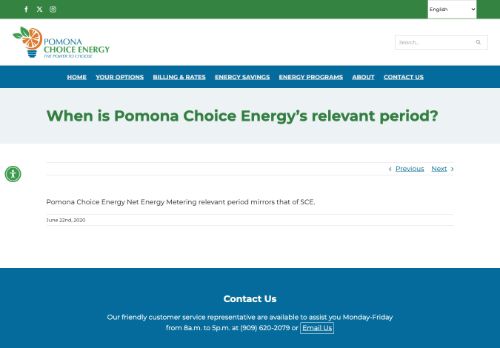 English
POMONA
CHOICE ENERGY
THE POWER TO CHOOSE
Search...
HOME YOUR OPTIONS BILLING & RATES ENERGY SAVINGS ENERGY PROGRAMS ABOUT CONTACT US
When is Pomona Choice Energy’s relevant period?
Previous Next
Pomona Choice Energy Net Energy Metering relevant period mirrors that of SCE.
June 22nd, 2020
Contact Us
Our friendly customer service representative are available to assist you Monday-Friday
from 8a.m. to 5p.m. at (909) 620-2079 or Email Us